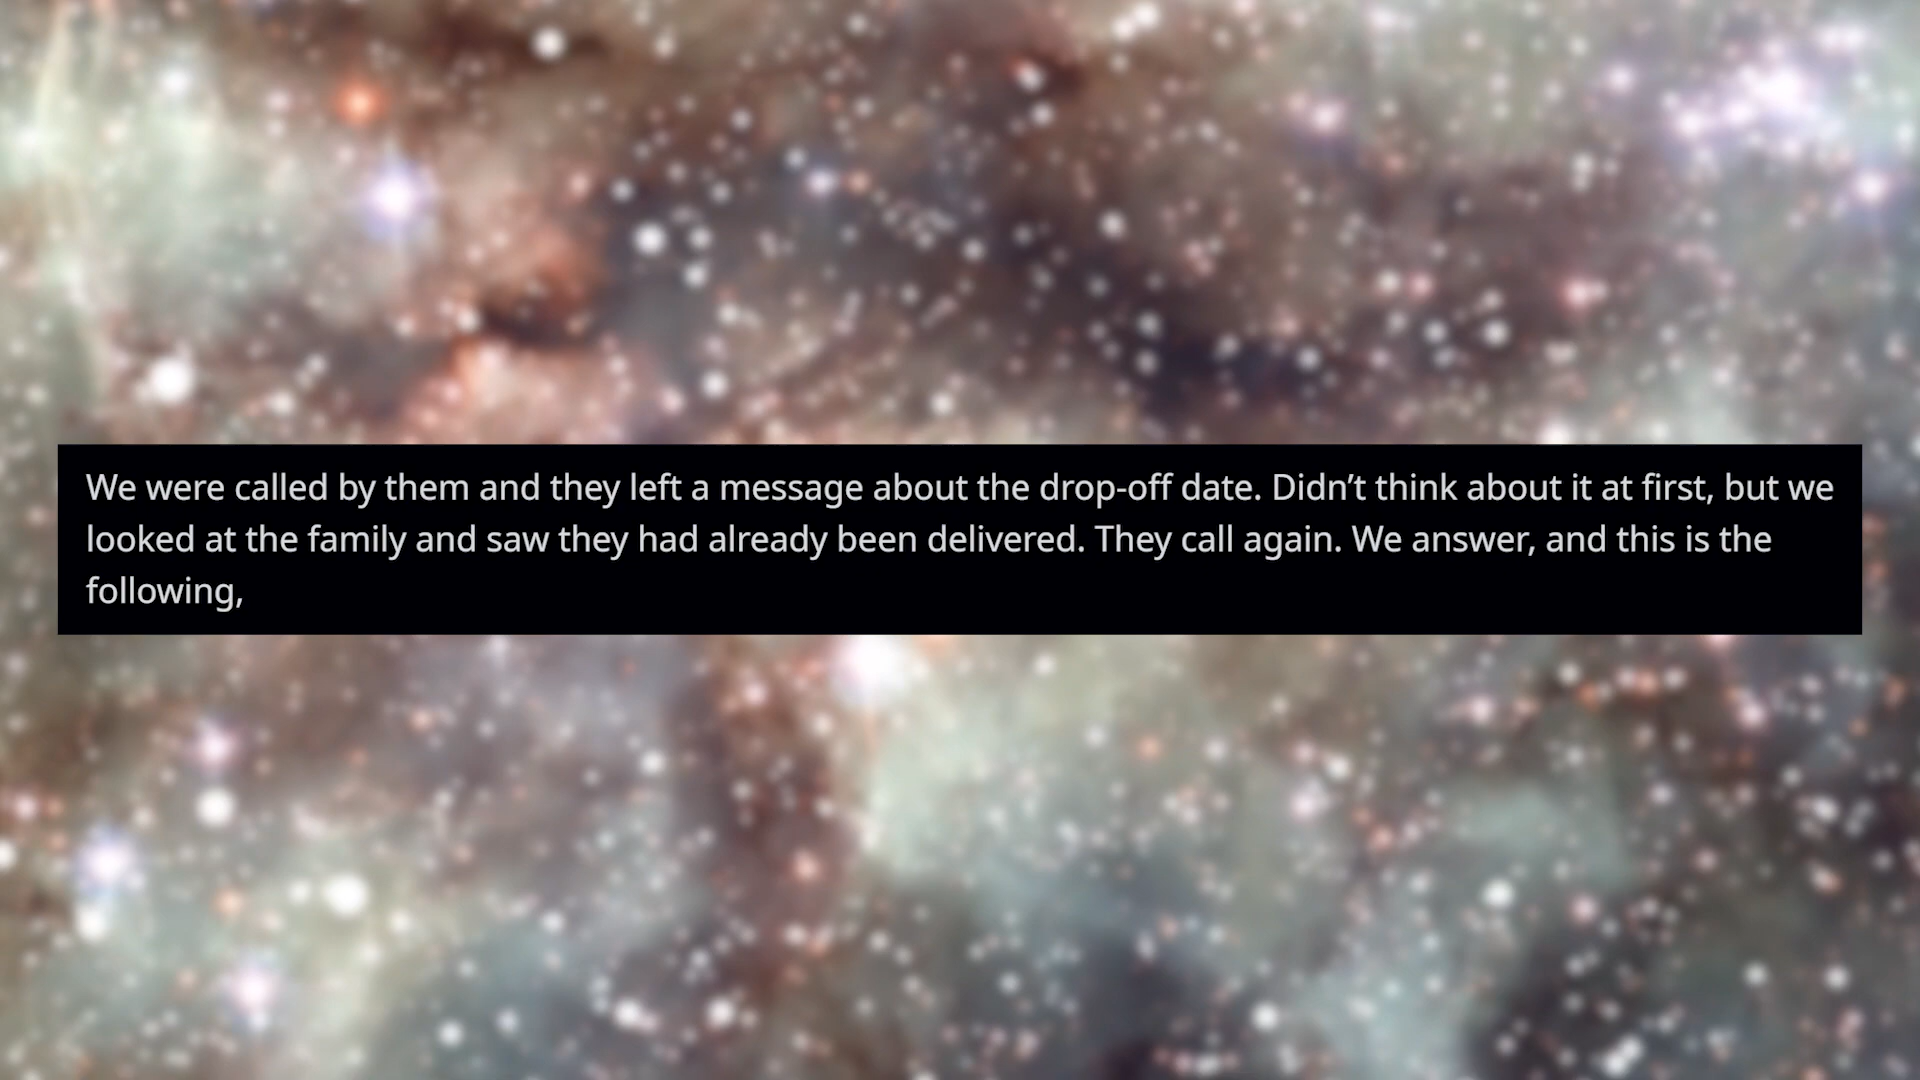 We were called by them and they left a message about the drop-off date. Didn’t think about it at first, but we
looked at the family and saw they had already been delivered. They call again. We answer, and this is the
following,